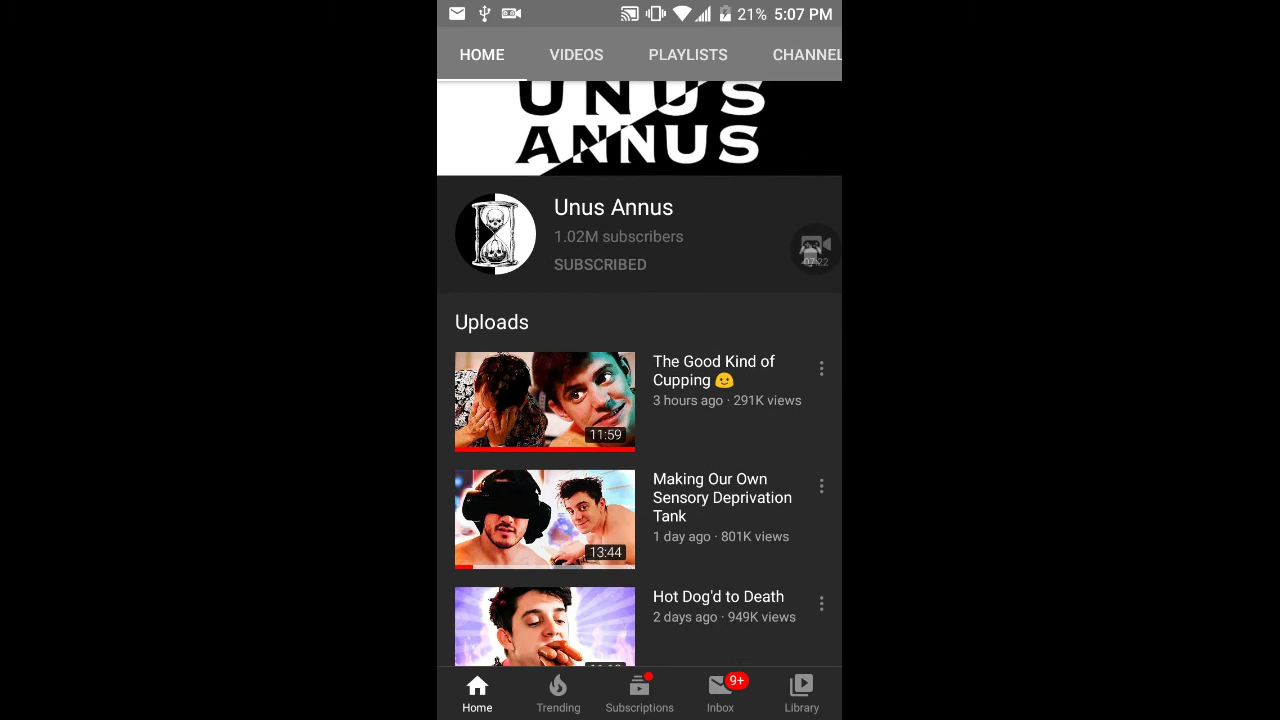 21% 5:07 PM
HOME VIDEOS PLAYLISTS CHANNEL
UNUS
ANNUS
Unus Annus
1.02M subscribers
SUBSCRIBED
07:22
Uploads
The Good Kind of
Cupping 🙂
3 hours ago · 291K views
11:59
Making Our Own
Sensory Deprivation
Tank
1 day ago · 801K views
13:44
Hot Dog'd to Death
2 days ago · 949K views
9+
Home Trending Subscriptions Inbox Library